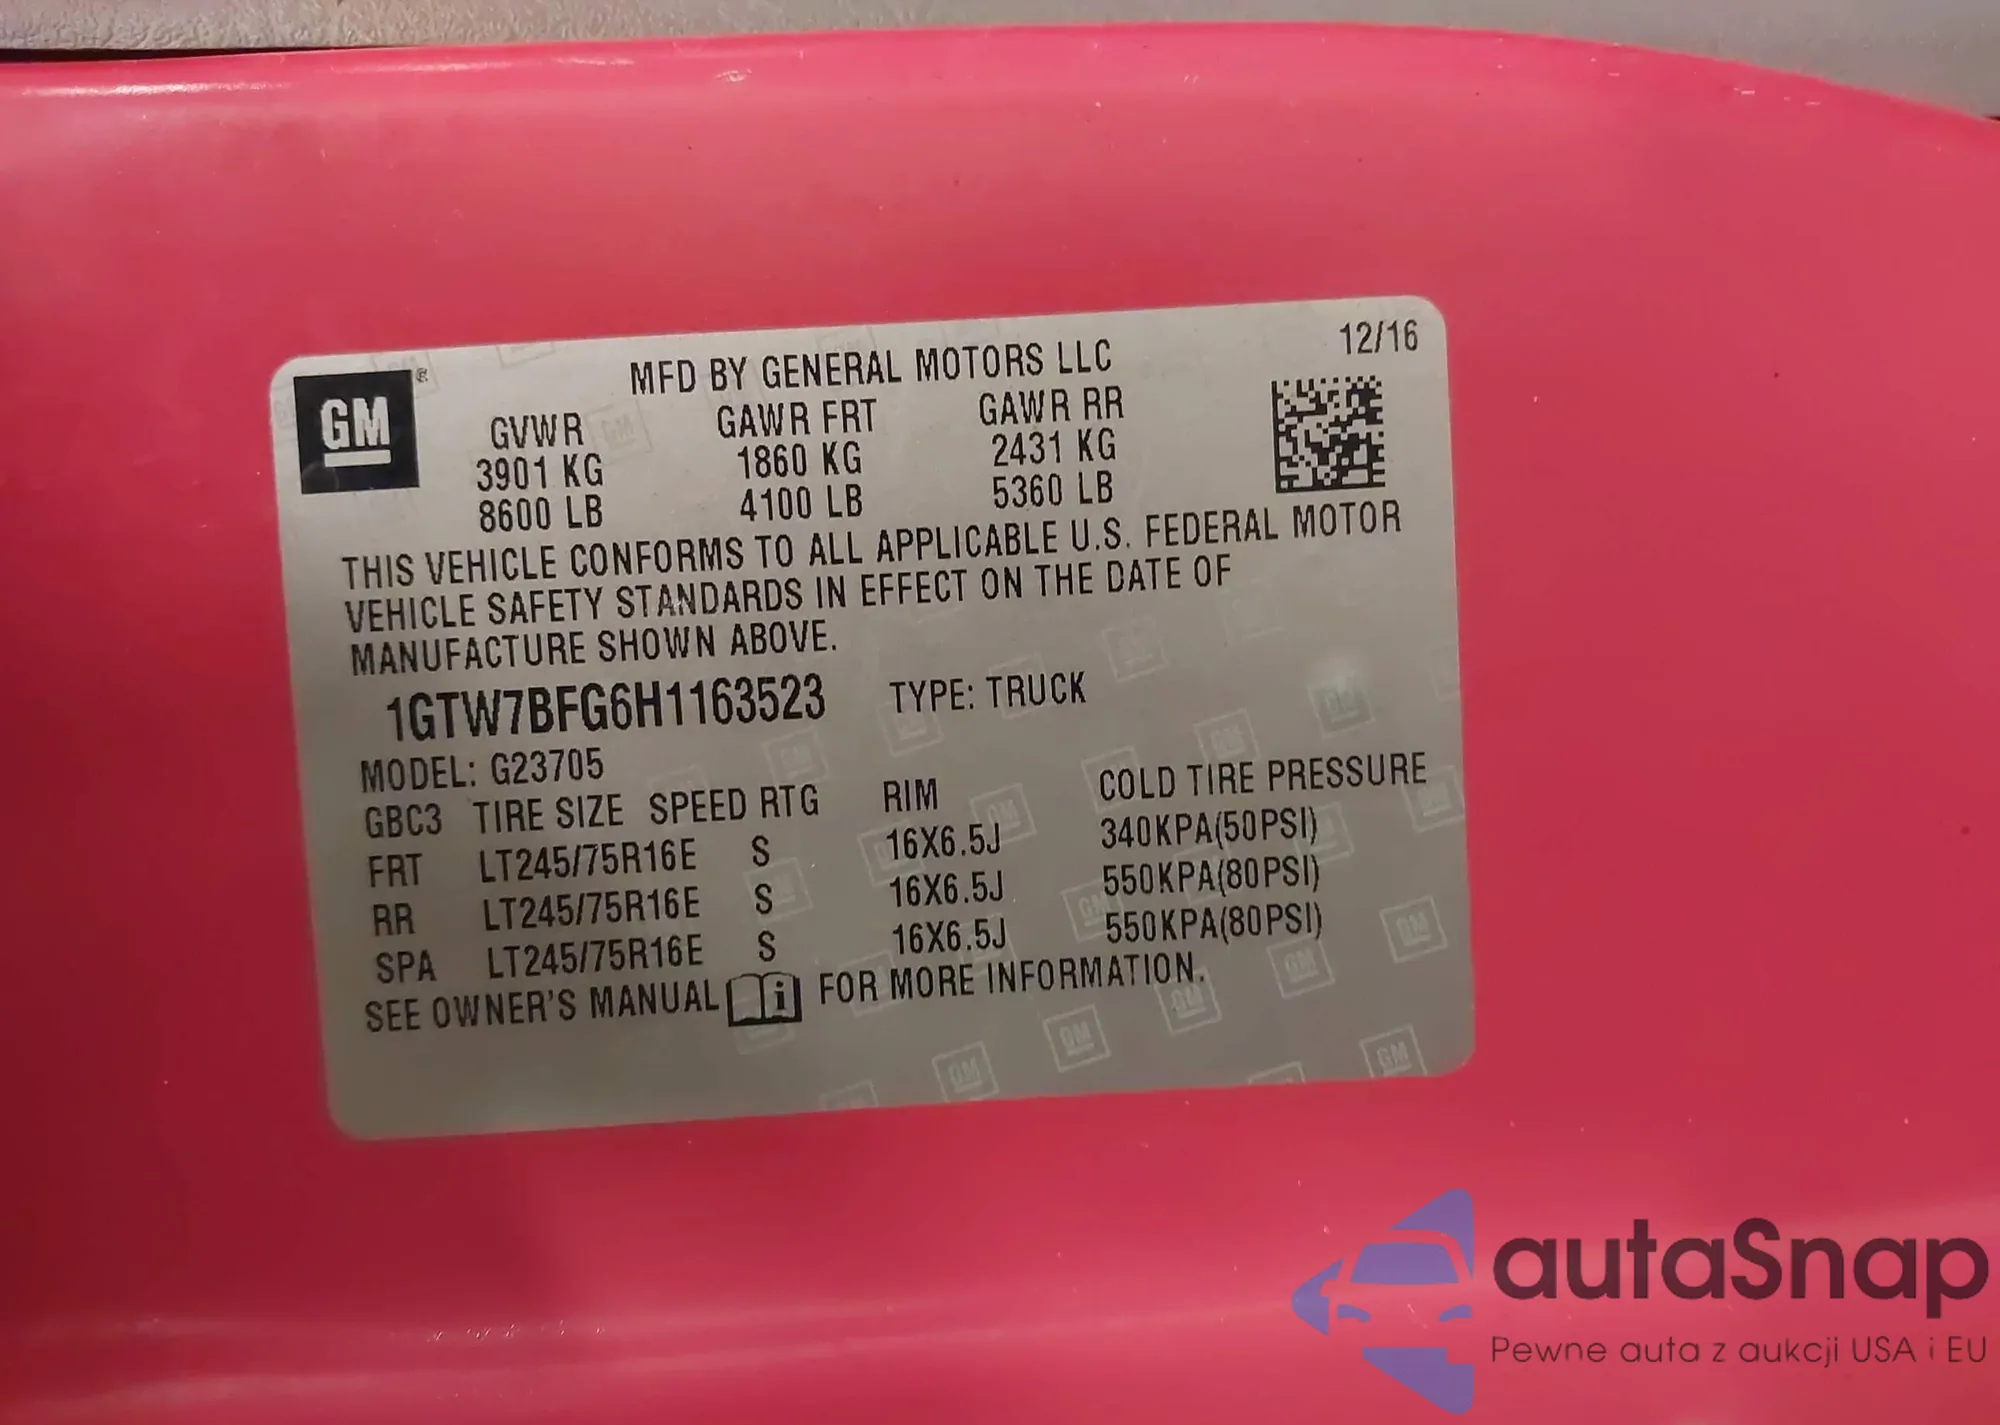 MFD BY GENERAL MOTORS LLC 12/16
GM ®
GVWR GAWR FRT GAWR RR
3901 KG 1860 KG 2431 KG
8600 LB 4100 LB 5360 LB
THIS VEHICLE CONFORMS TO ALL APPLICABLE U.S. FEDERAL MOTOR
VEHICLE SAFETY STANDARDS IN EFFECT ON THE DATE OF
MANUFACTURE SHOWN ABOVE.
1GTW7BFG6H1163523 TYPE: TRUCK
MODEL: G23705
GBC3 TIRE SIZE SPEED RTG RIM COLD TIRE PRESSURE
FRT LT245/75R16E S 16X6.5J 340KPA(50PSI)
RR LT245/75R16E S 16X6.5J 550KPA(80PSI)
SPA LT245/75R16E S 16X6.5J 550KPA(80PSI)
SEE OWNER'S MANUAL i FOR MORE INFORMATION.
autaSnap
Pewne auta z aukcji USA i EU